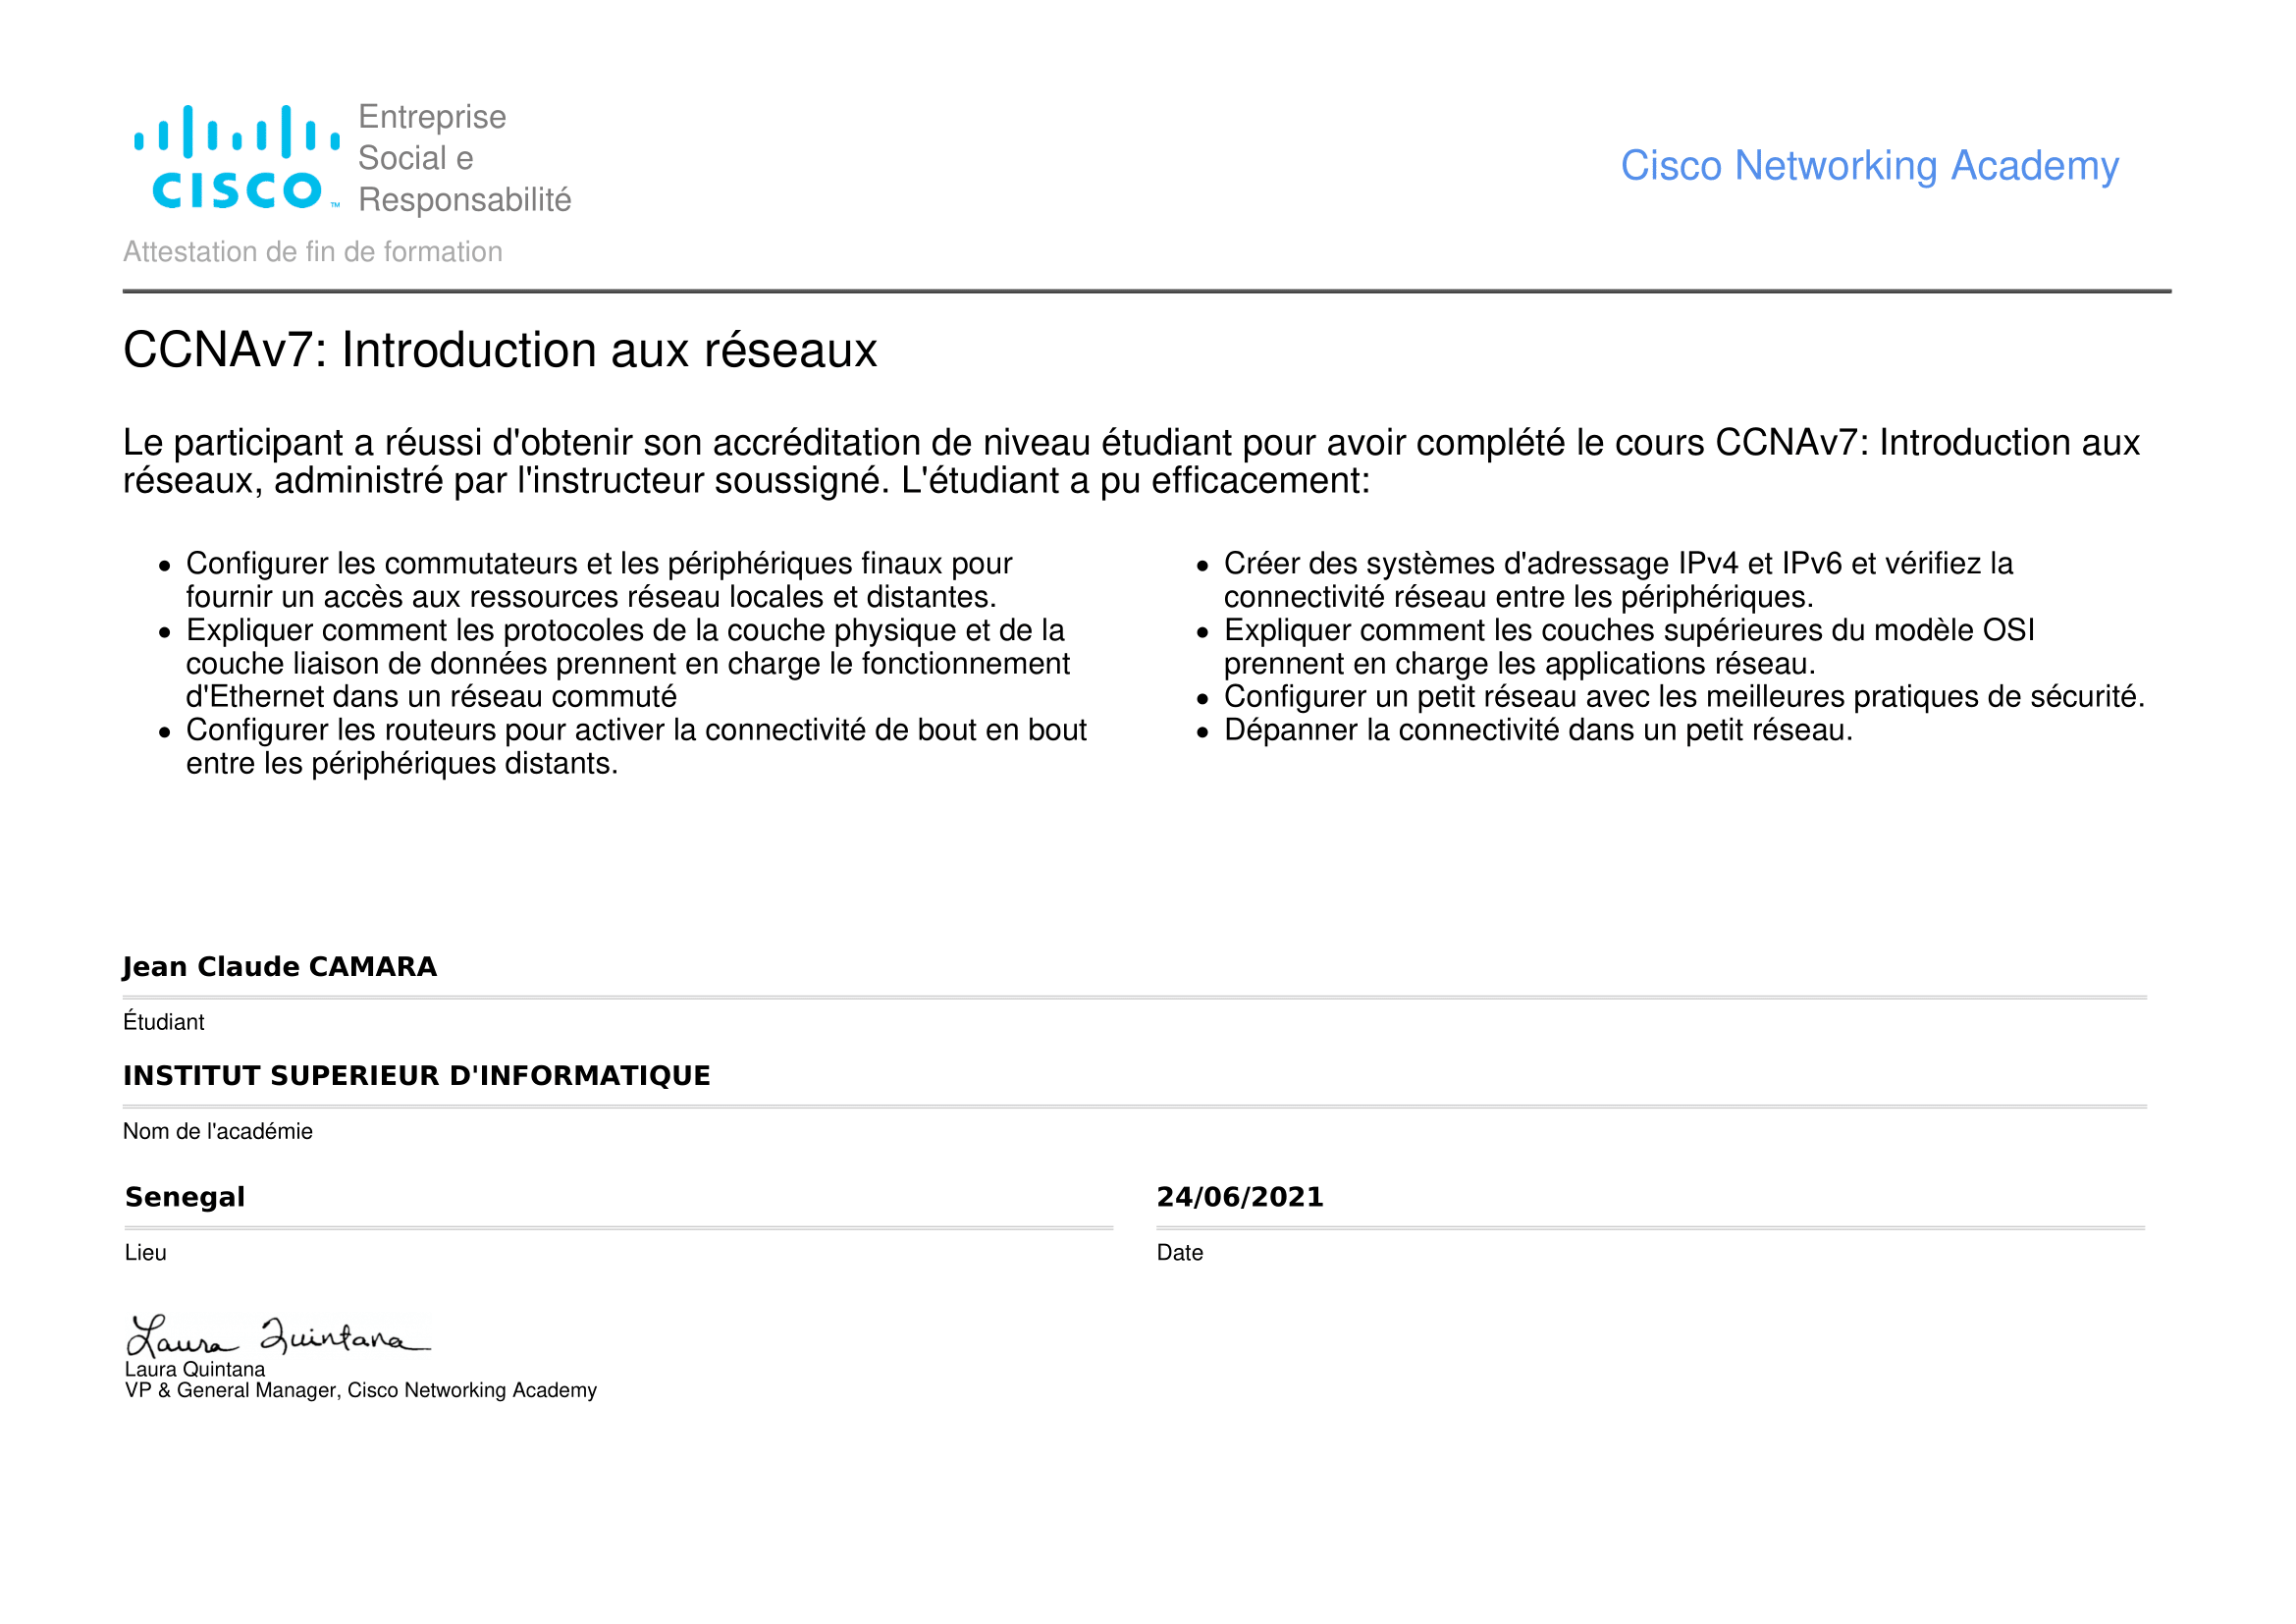 CISCO™
Entreprise
Social e
Responsabilité
Cisco Networking Academy
Attestation de fin de formation
CCNAv7: Introduction aux réseaux
Le participant a réussi d'obtenir son accréditation de niveau étudiant pour avoir complété le cours CCNAv7: Introduction aux
réseaux, administré par l'instructeur soussigné. L'étudiant a pu efficacement:
• Configurer les commutateurs et les périphériques finaux pour
fournir un accès aux ressources réseau locales et distantes.
• Expliquer comment les protocoles de la couche physique et de la
couche liaison de données prennent en charge le fonctionnement
d'Ethernet dans un réseau commuté
• Configurer les routeurs pour activer la connectivité de bout en bout
entre les périphériques distants.
• Créer des systèmes d'adressage IPv4 et IPv6 et vérifiez la
connectivité réseau entre les périphériques.
• Expliquer comment les couches supérieures du modèle OSI
prennent en charge les applications réseau.
• Configurer un petit réseau avec les meilleures pratiques de sécurité.
• Dépanner la connectivité dans un petit réseau.
Jean Claude CAMARA
Étudiant
INSTITUT SUPERIEUR D'INFORMATIQUE
Nom de l'académie
Senegal
Lieu
24/06/2021
Date
Laura Quintana
Laura Quintana
VP & General Manager, Cisco Networking Academy